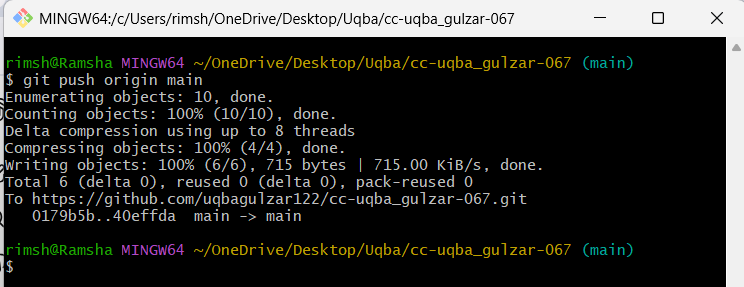 MINGW64:/c/Users/rimsh/OneDrive/Desktop/Uqba/cc-uqba_gulzar-067
rimsh@Ramsha MINGW64 ~/OneDrive/Desktop/Uqba/cc-uqba_gulzar-067 (main)
$ git push origin main
Enumerating objects: 10, done.
Counting objects: 100% (10/10), done.
Delta compression using up to 8 threads
Compressing objects: 100% (4/4), done.
Writing objects: 100% (6/6), 715 bytes | 715.00 KiB/s, done.
Total 6 (delta 0), reused 0 (delta 0), pack-reused 0
To https://github.com/uqbagulzar122/cc-uqba_gulzar-067.git
   0179b5b..40effda  main -> main
rimsh@Ramsha MINGW64 ~/OneDrive/Desktop/Uqba/cc-uqba_gulzar-067 (main)
$